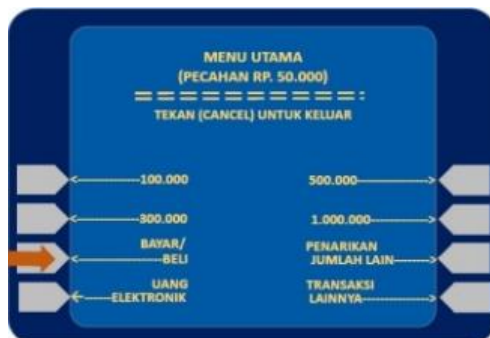 MENU UTAMA
(PECAHAN RP. 50.000)
===========:
TEKAN (CANCEL) UNTUK KELUAR
<----------100.000
500.000---------->
<----------300.000
1.000.000-------->
BAYAR/
<----------BELI
PENARIKAN
JUMLAH LAIN------>
UANG
<------ELEKTRONIK
TRANSAKSI
LAINNYA---------->